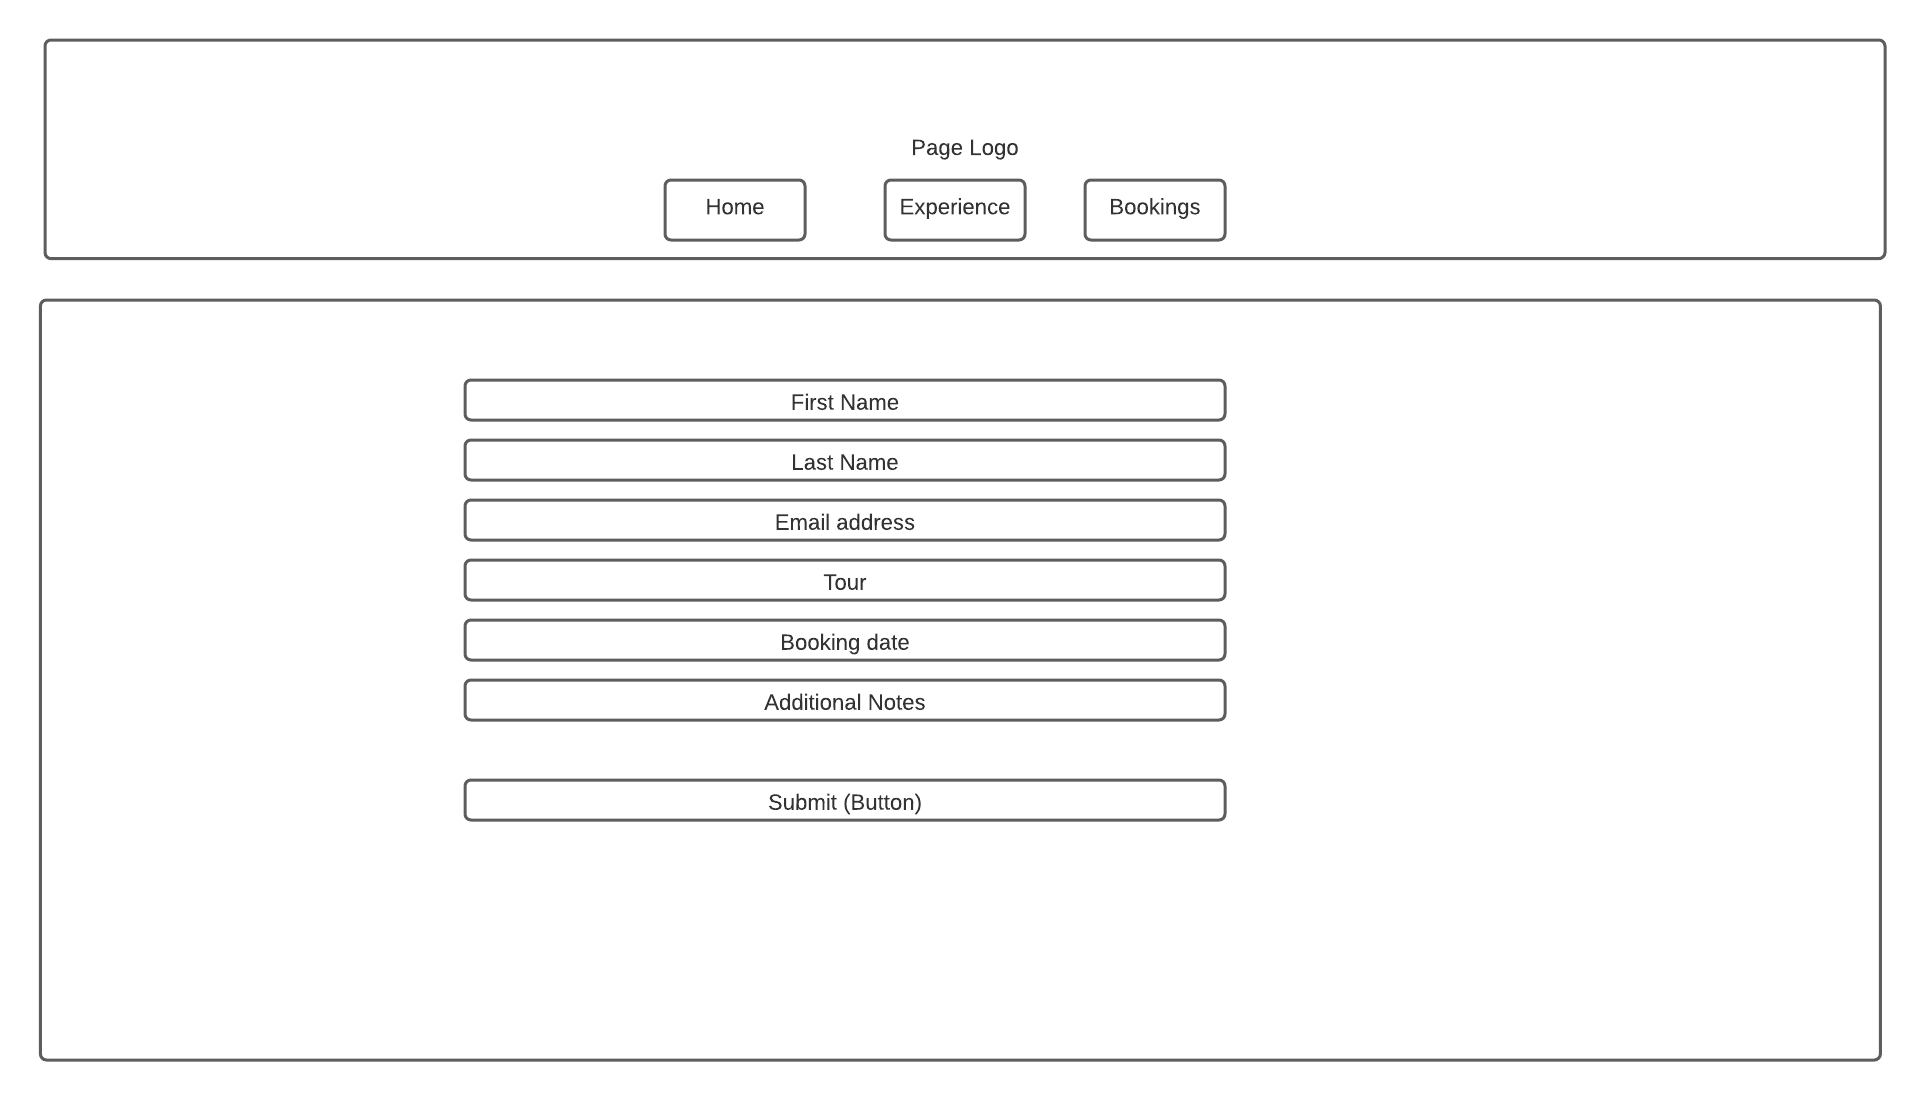 Page Logo
Home
Experience
Bookings
First Name
Last Name
Email address
Tour
Booking date
Additional Notes
Submit (Button)